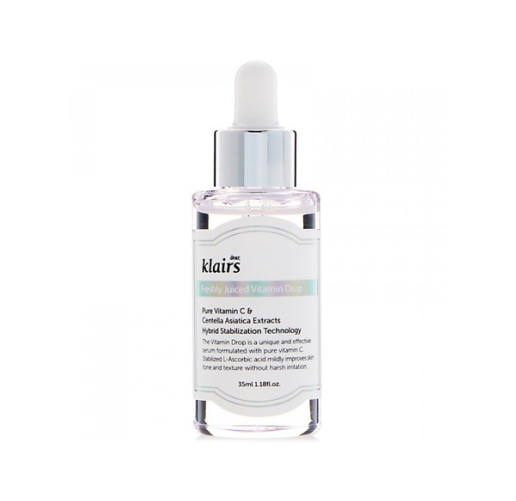 dear,
klairs
Freshly Juiced Vitamin Drop
Pure Vitamin C &
Centella Asiatica Extracts
Hybrid Stabilization Technology
The Vitamin Drop is a unique and effective
serum formulated with pure vitamin C.
Stabilized L-Ascorbic acid mildly improves skin
tone and texture without harsh irritation.
35ml 1.18fl.oz.